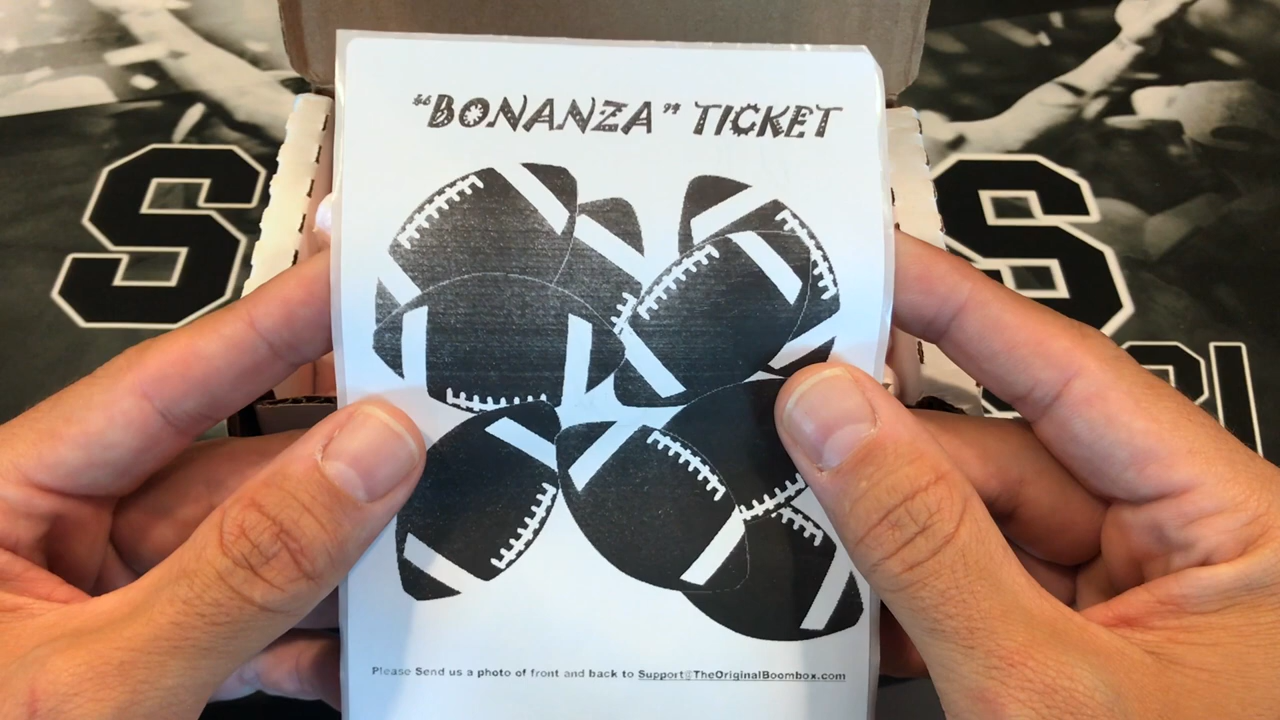 “BONANZA” TICKET
S
S
Please Send us a photo of front and back to Support@TheOriginalBoombox.com